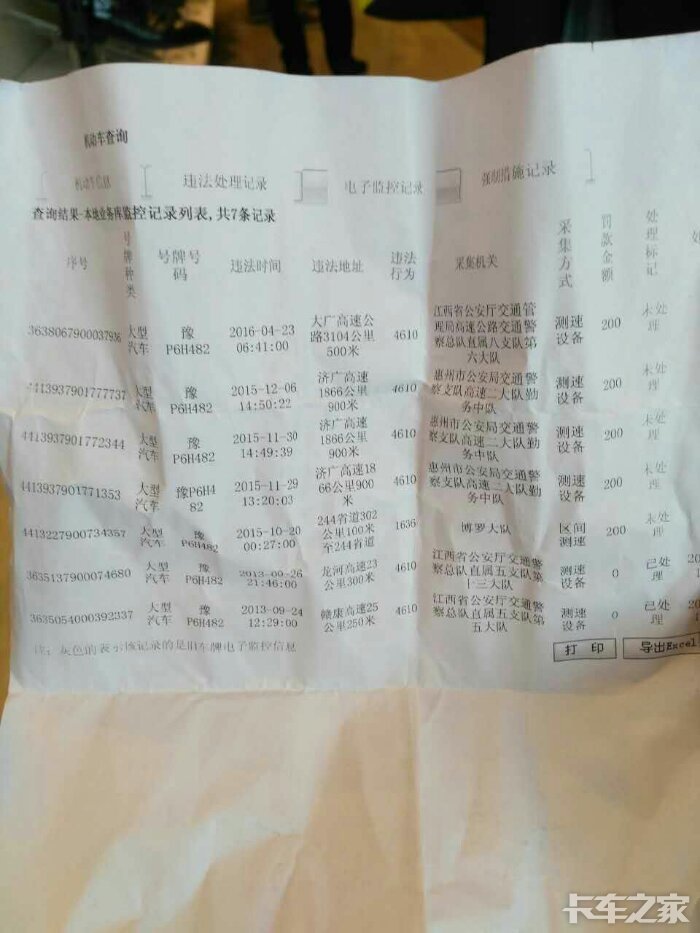 机动车查询
机动车信息 违法处理记录 电子监控记录 强制措施记录
查询结果-本地业务库监控记录列表,共7条记录
序号 号牌种类 号牌号码 违法时间 违法地址 违法行为 采集机关 采集方式 罚款金额 处理标记 处
3638067900037936 大型汽车 豫P6H482 2016-04-23 06:41:00 大广高速公路3104公里500米 4610 江西省公安厅交通管理局高速公路交通警察总队直属八支队第六大队 测速设备 200 未处理
4413937901777737 大型汽车 豫P6H482 2015-12-06 14:50:22 济广高速1866公里900米 4610 惠州市公安局交通警察支队高速二大队勤务中队 测速设备 200 未处理
4413937901772344 大型汽车 豫P6H482 2015-11-30 14:49:39 济广高速1866公里900米 4610 惠州市公安局交通警察支队高速二大队勤务中队 测速设备 200 未处理
4413937901771353 大型汽车 豫P6H482 2015-11-29 13:20:03 济广高速1866公里900米 4610 惠州市公安局交通警察支队高速二大队勤务中队 测速设备 200 未处理
4413227900734357 大型汽车 豫P6H482 2015-10-20 00:27:00 244省道302公里100米至244省道 1636 博罗大队 区间测速 200 未处理
3635137900074680 大型汽车 豫P6H482 2013-09-26 21:46:00 龙河高速23公里300米 4610 江西省公安厅交通警察总队直属五支队第十三大队 测速设备 0 已处理 20
3635054000392337 大型汽车 豫P6H482 2013-09-24 12:29:00 赣康高速25公里250米 4610 江西省公安厅交通警察总队直属五支队第五大队 测速设备 0 已处理 20
注:灰色的表示该记录的是旧车牌电子监控信息
打 印 导出Excel
卡车之家